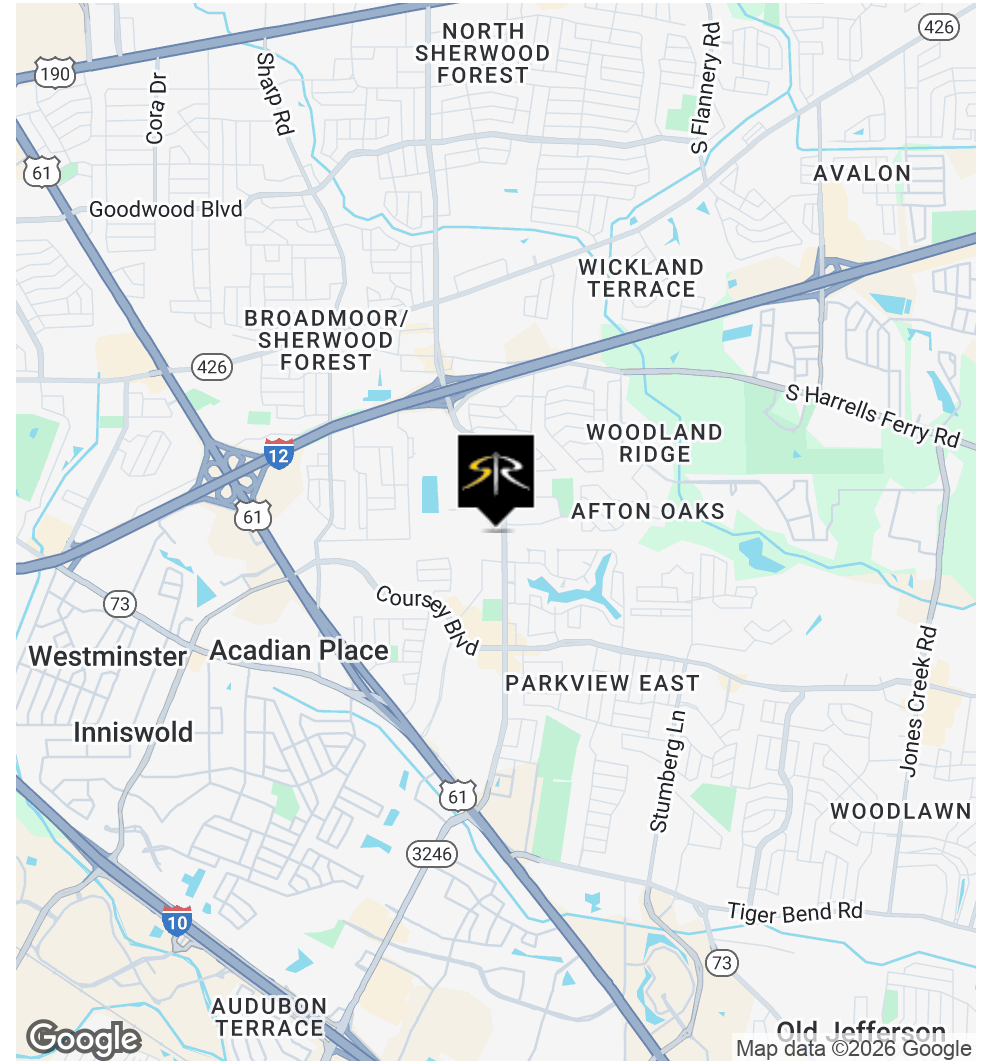 NORTH
SHERWOOD
FOREST
426
190
Cora Dr
Sharp Rd
S Flannery Rd
61
AVALON
Goodwood Blvd
WICKLAND
TERRACE
BROADMOOR/
SHERWOOD
FOREST
426
S Harrells Ferry Rd
WOODLAND
RIDGE
12
SR
61
AFTON OAKS
73
Coursey Blvd
Westminster
Acadian Place
PARKVIEW EAST
Jones Creek Rd
Inniswold
Stumberg Ln
61
WOODLAWN
3246
10
Tiger Bend Rd
73
AUDUBON
TERRACE
Old Jefferson
Google
Map data ©2026 Google